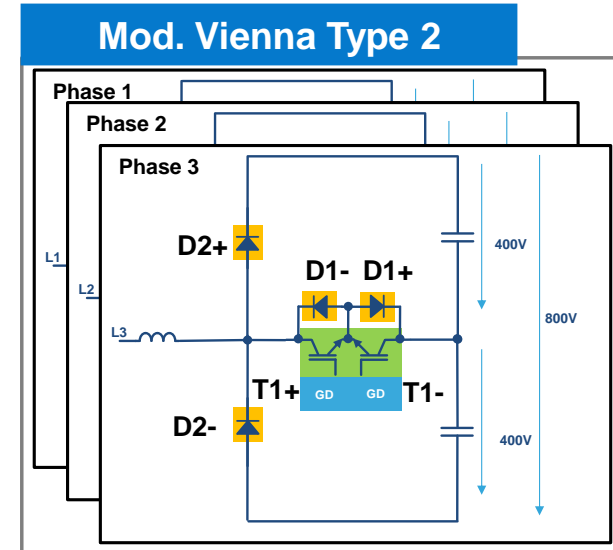 Mod. Vienna Type 2
Phase 1
Phase 2
Phase 3
D2+
400V
L1
D1- D1+
L2
L3
800V
T1+ GD GD T1-
D2-
400V